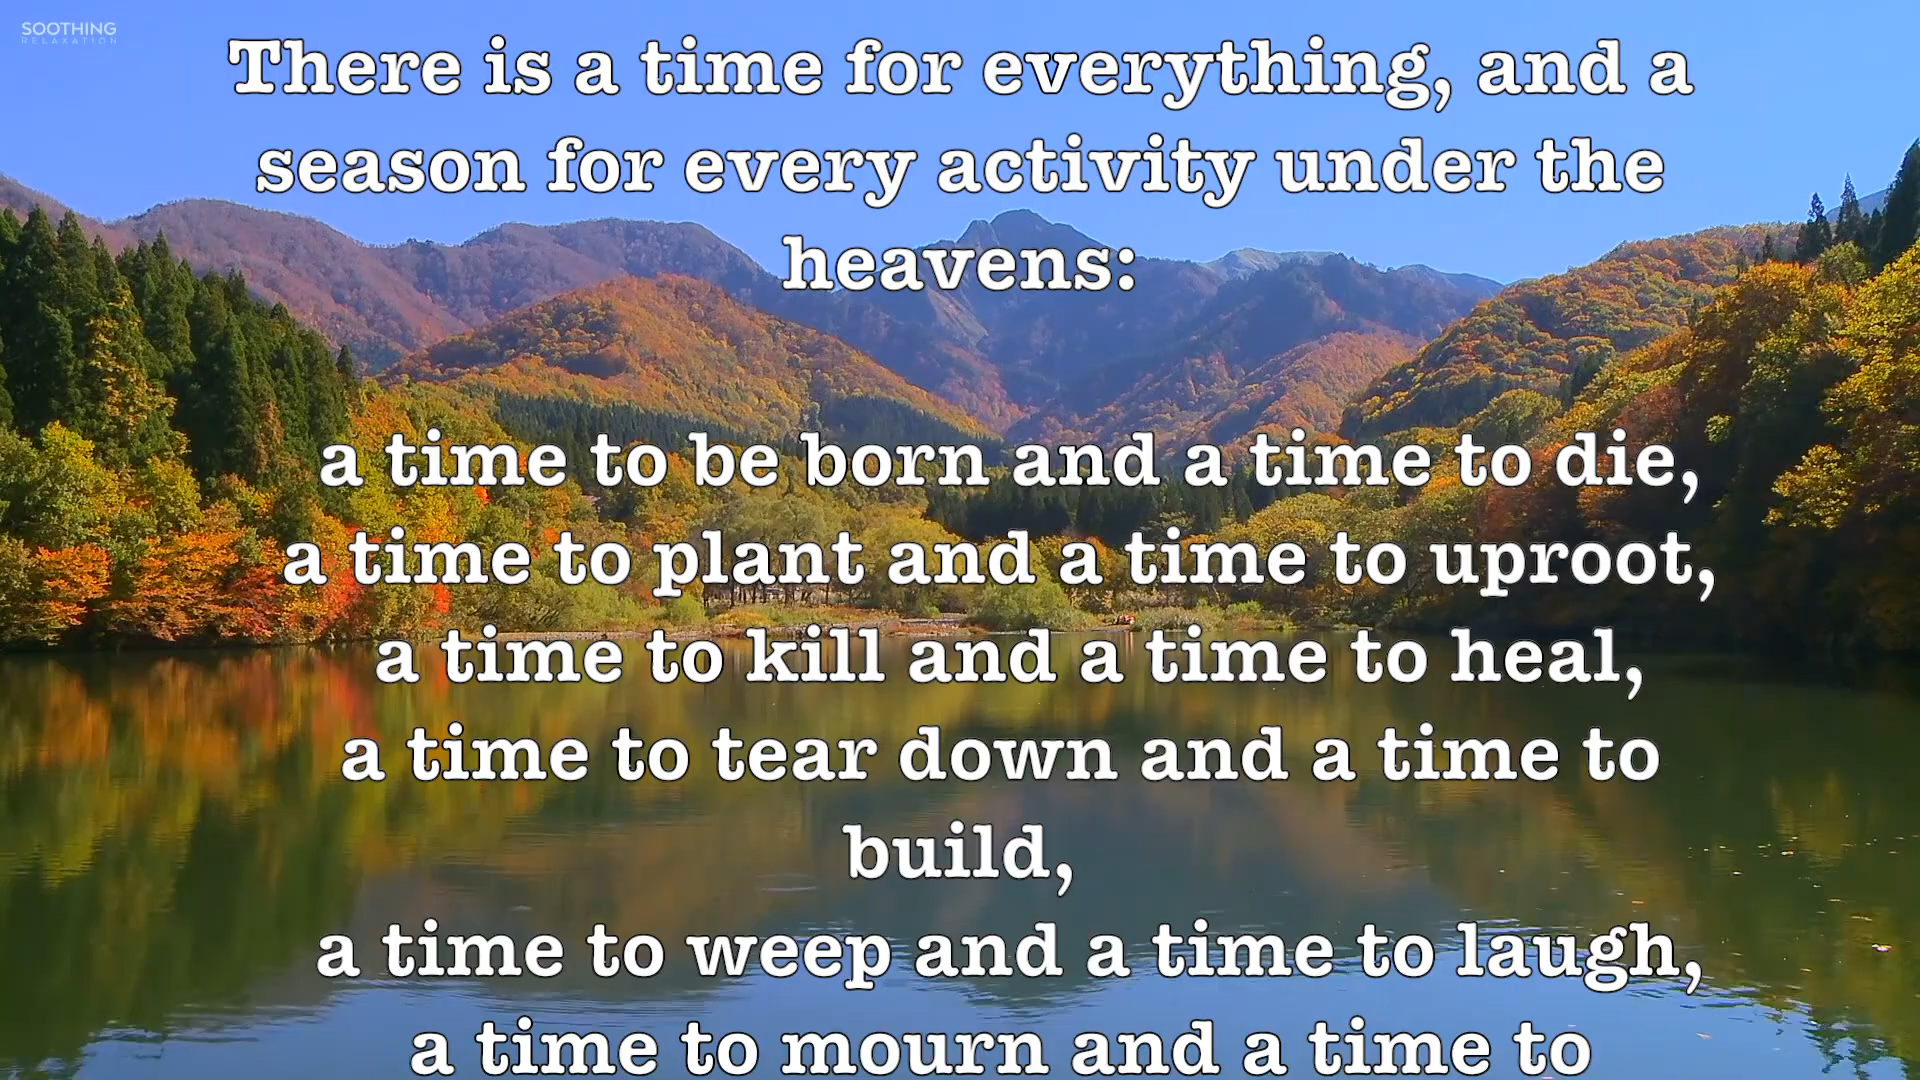 SOOTHING
RELAXATION
There is a time for everything, and a
season for every activity under the
heavens:
a time to be born and a time to die,
a time to plant and a time to uproot,
a time to kill and a time to heal,
a time to tear down and a time to
build,
a time to weep and a time to laugh,
a time to mourn and a time to